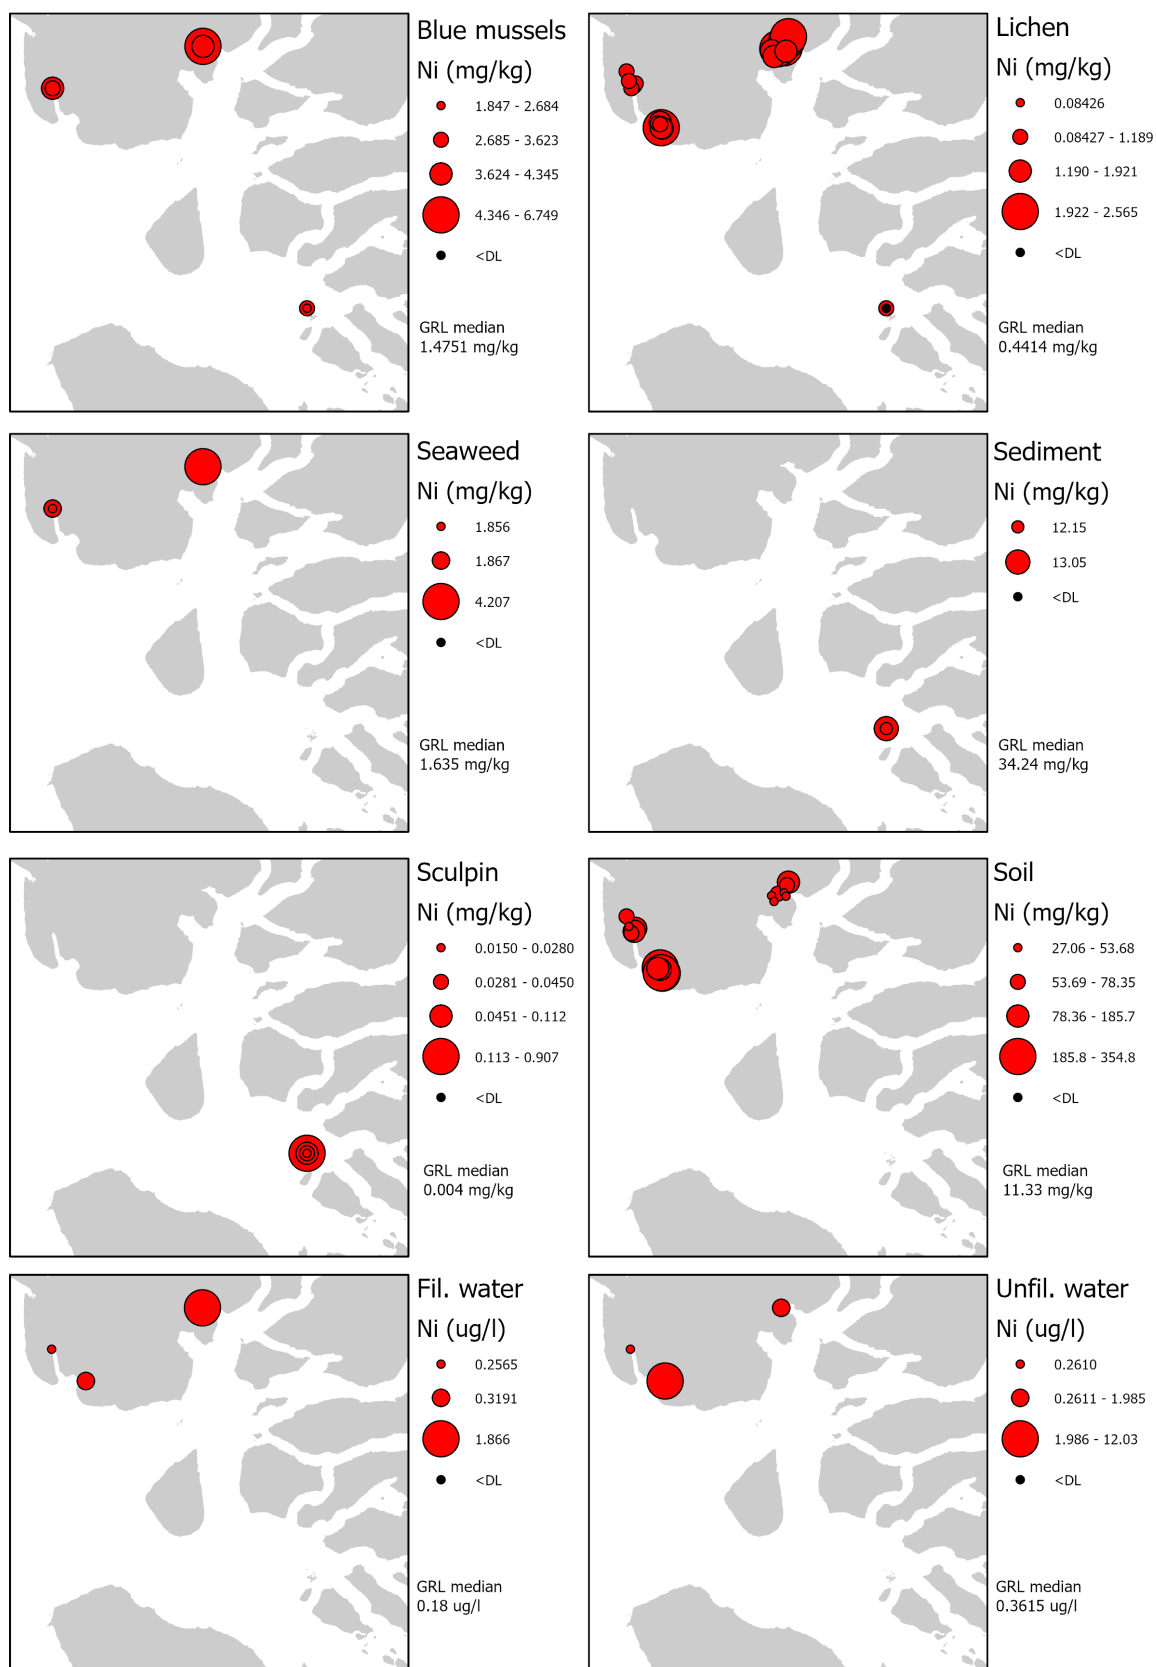 Blue mussels
Ni (mg/kg)
1.847 - 2.684
2.685 - 3.623
3.624 - 4.345
4.346 - 6.749
<DL
GRL median
1.4751 mg/kg
Lichen
Ni (mg/kg)
0.08426
0.08427 - 1.189
1.190 - 1.921
1.922 - 2.565
<DL
GRL median
0.4414 mg/kg
Seaweed
Ni (mg/kg)
1.856
1.867
4.207
<DL
GRL median
1.635 mg/kg
Sediment
Ni (mg/kg)
12.15
13.05
<DL
GRL median
34.24 mg/kg
Sculpin
Ni (mg/kg)
0.0150 - 0.0280
0.0281 - 0.0450
0.0451 - 0.112
0.113 - 0.907
<DL
GRL median
0.004 mg/kg
Soil
Ni (mg/kg)
27.06 - 53.68
53.69 - 78.35
78.36 - 185.7
185.8 - 354.8
<DL
GRL median
11.33 mg/kg
Fil. water
Ni (ug/l)
0.2565
0.3191
1.866
<DL
GRL median
0.18 ug/l
Unfil. water
Ni (ug/l)
0.2610
0.2611 - 1.985
1.986 - 12.03
<DL
GRL median
0.3615 ug/l